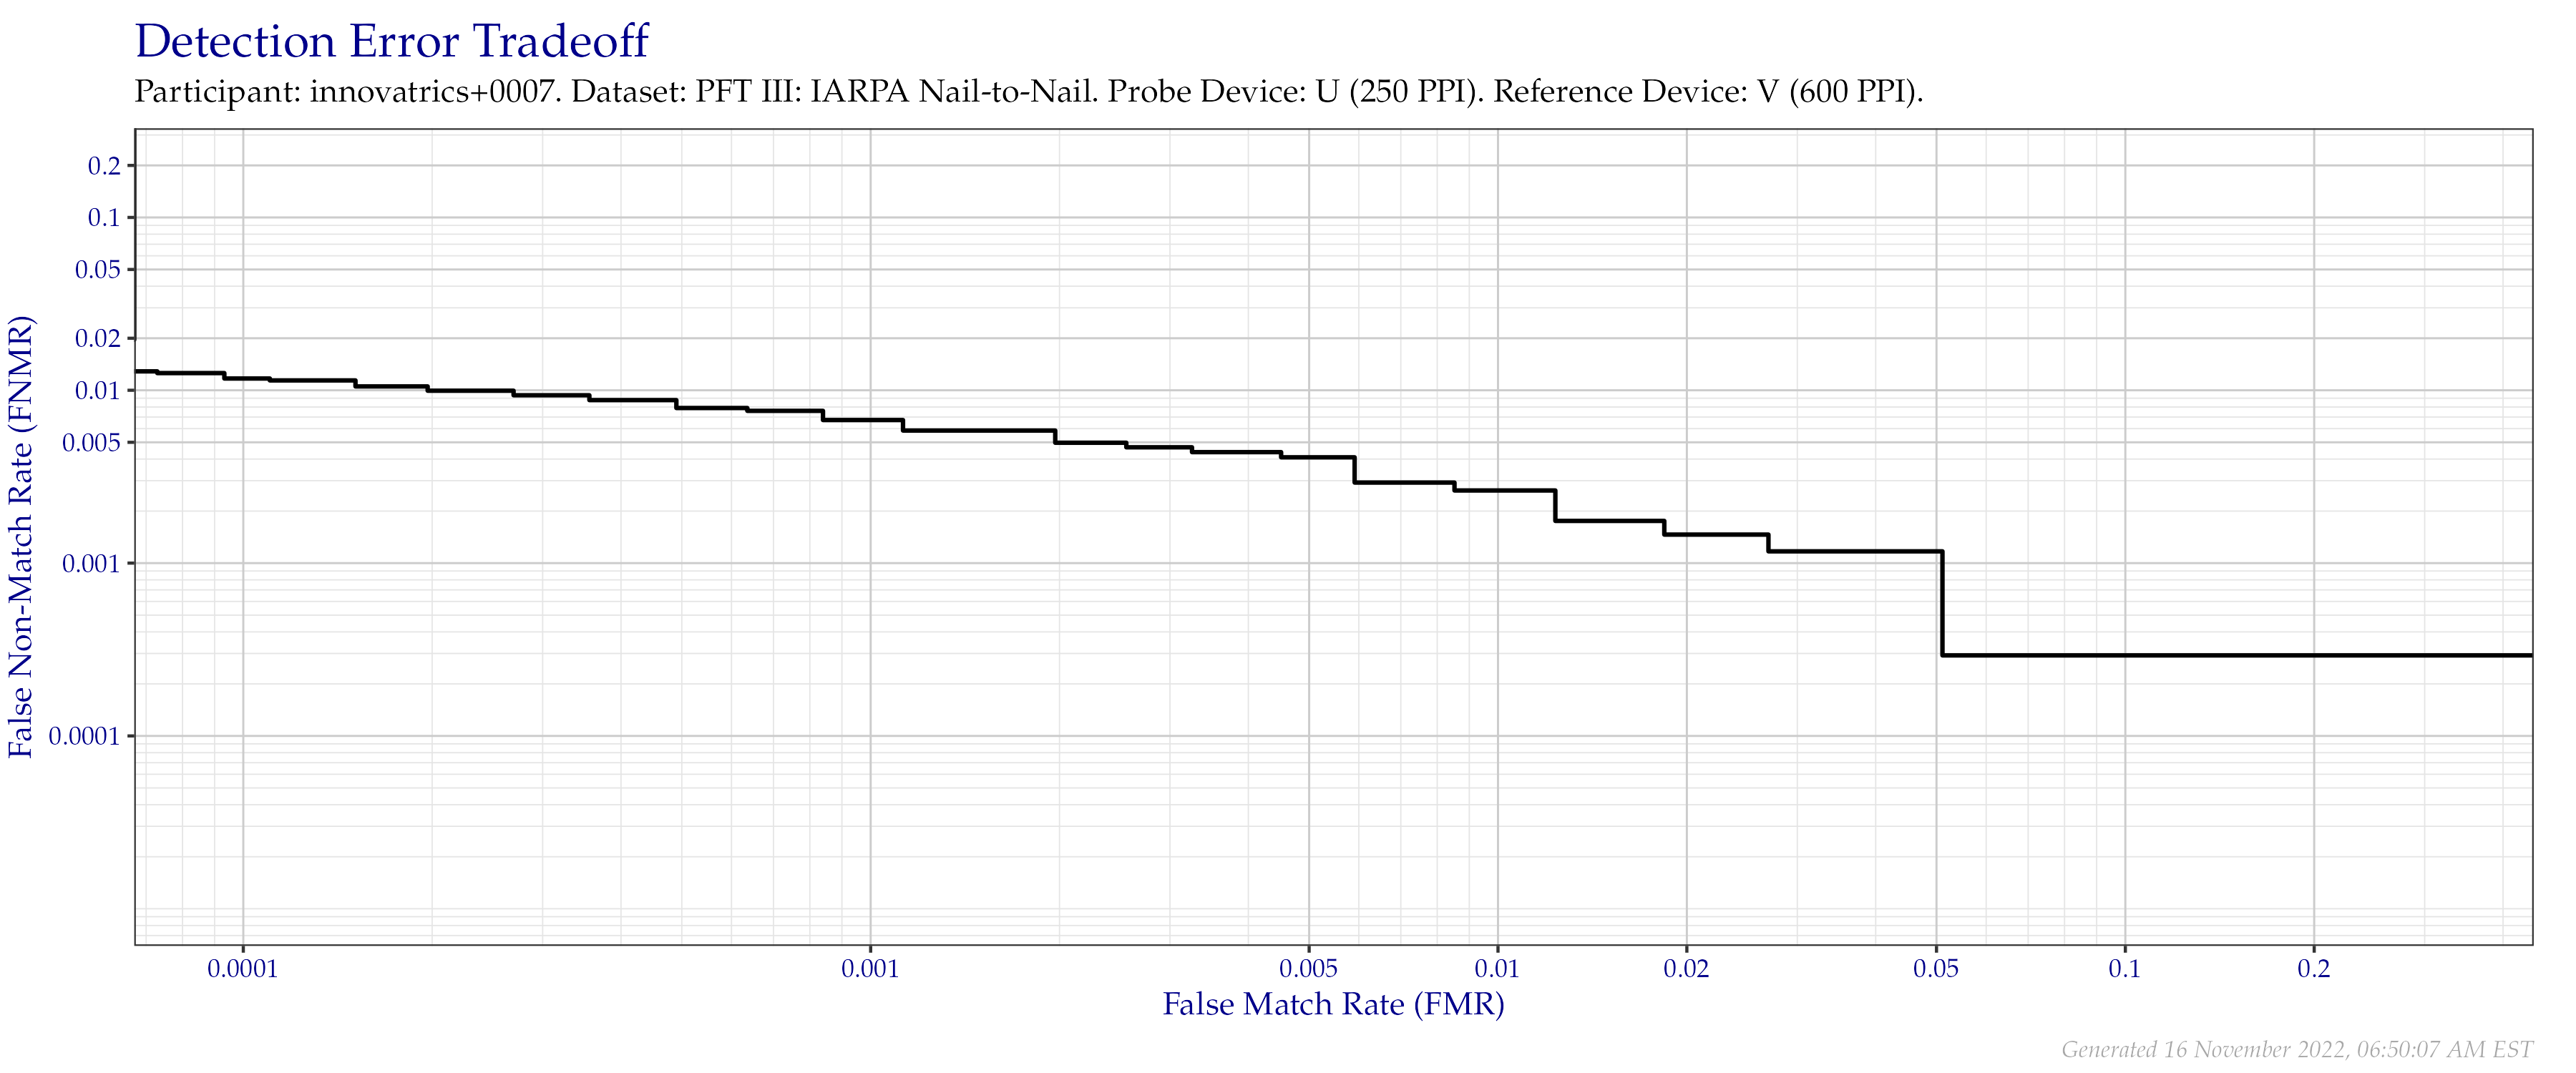 Detection Error Tradeoff
Participant: innovatrics+0007. Dataset: PFT III: IARPA Nail-to-Nail. Probe Device: U (250 PPI). Reference Device: V (600 PPI).
False Non-Match Rate (FNMR)
0.2
0.1
0.05
0.02
0.01
0.005
0.001
0.0001
0.0001 0.001 0.005 0.01 0.02 0.05 0.1 0.2
False Match Rate (FMR)
Generated 16 November 2022, 06:50:07 AM EST